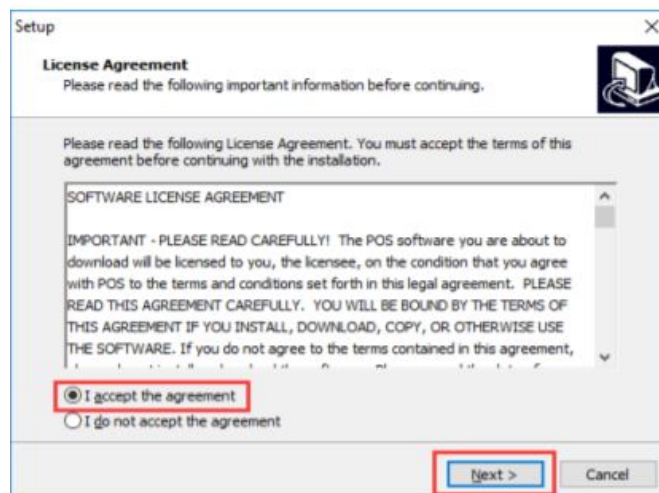 Setup
License Agreement
Please read the following important information before continuing.
Please read the following License Agreement. You must accept the terms of this
agreement before continuing with the installation.
SOFTWARE LICENSE AGREEMENT
IMPORTANT - PLEASE READ CAREFULLY! The POS software you are about to
download will be licensed to you, the licensee, on the condition that you agree
with POS to the terms and conditions set forth in this legal agreement. PLEASE
READ THIS AGREEMENT CAREFULLY. YOU WILL BE BOUND BY THE TERMS OF
THIS AGREEMENT IF YOU INSTALL, DOWNLOAD, COPY, OR OTHERWISE USE
THE SOFTWARE. If you do not agree to the terms contained in this agreement,
I accept the agreement
I do not accept the agreement
Next >
Cancel